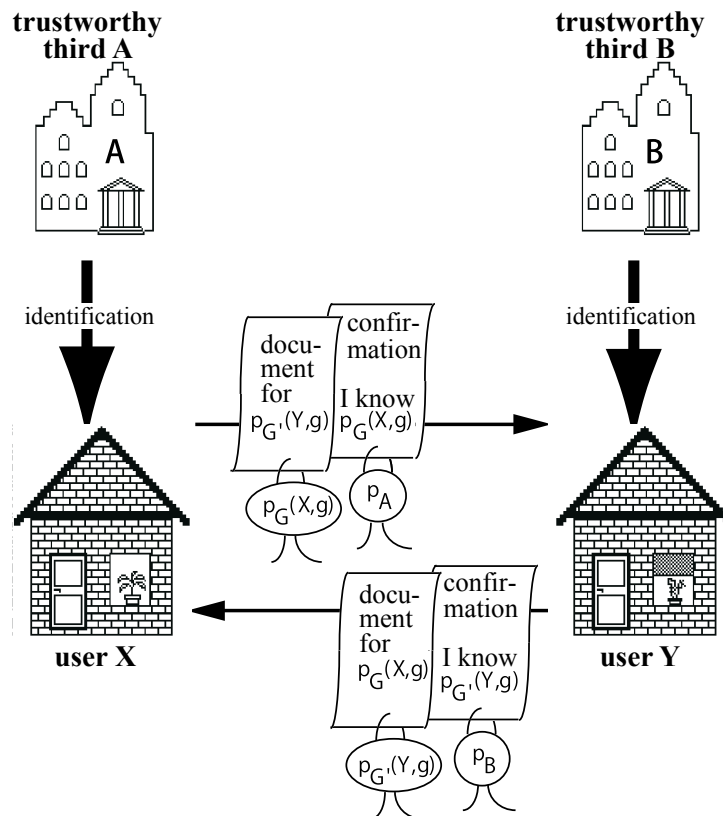 trustworthy
third A
trustworthy
third B
A
B
identification
identification
docu-
ment
for
pG'(Y,g)
confir-
mation
I know
pG(X,g)
pG(X,g)
pA
user X
user Y
docu-
ment
for
pG(X,g)
confir-
mation
I know
pG'(Y,g)
pG'(Y,g)
pB